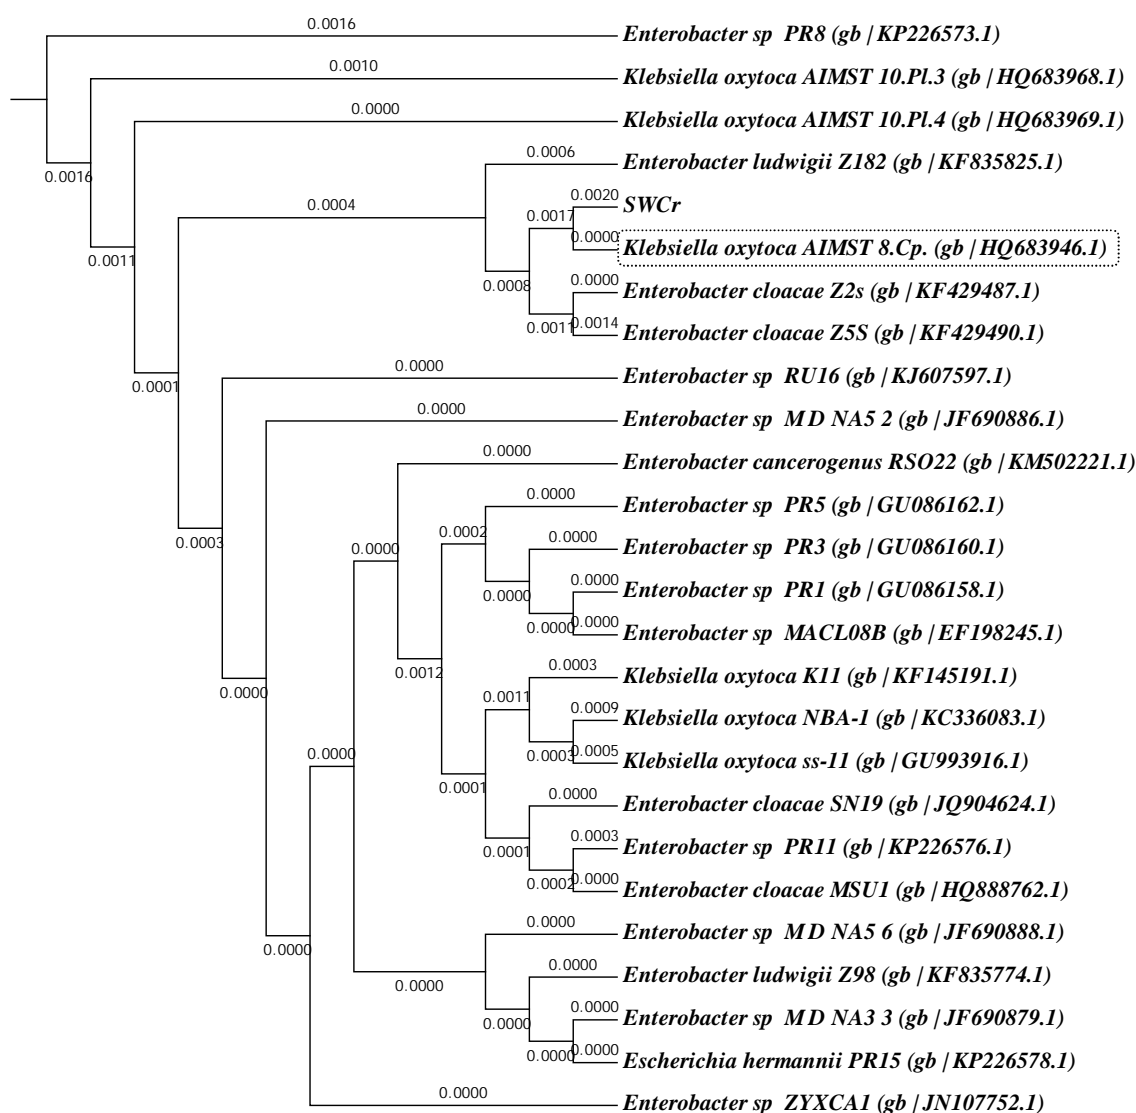 0.0016
Enterobacter sp PR8 (gb | KP226573.1)
0.0010
Klebsiella oxytoca AIMST 10.Pl.3 (gb | HQ683968.1)
0.0000
Klebsiella oxytoca AIMST 10.Pl.4 (gb | HQ683969.1)
0.0006
Enterobacter ludwigii Z182 (gb | KF835825.1)
0.0016
0.0020
0.0004
SWCr
0.0017
0.0000
Klebsiella oxytoca AIMST 8.Cp. (gb | HQ683946.1)
0.0011
0.0008
0.0000
Enterobacter cloacae Z2s (gb | KF429487.1)
0.0011
0.0014
Enterobacter cloacae Z5S (gb | KF429490.1)
0.0000
Enterobacter sp RU16 (gb | KJ607597.1)
0.0001
0.0000
Enterobacter sp MD NA5 2 (gb | JF690886.1)
0.0000
Enterobacter cancerogenus RSO22 (gb | KM502221.1)
0.0000
Enterobacter sp PR5 (gb | GU086162.1)
0.0002
0.0003
0.0000
0.0000
Enterobacter sp PR3 (gb | GU086160.1)
0.0000
0.0000
Enterobacter sp PR1 (gb | GU086158.1)
0.0000
0.0000
Enterobacter sp MACL08B (gb | EF198245.1)
0.0012
0.0003
Klebsiella oxytoca K11 (gb | KF145191.1)
0.0000
0.0011
0.0009
Klebsiella oxytoca NBA-1 (gb | KC336083.1)
0.0000
0.0003
0.0005
Klebsiella oxytoca ss-11 (gb | GU993916.1)
0.0001
0.0000
Enterobacter cloacae SN19 (gb | JQ904624.1)
0.0003
Enterobacter sp PR11 (gb | KP226576.1)
0.0001
0.0002
0.0000
Enterobacter cloacae MSU1 (gb | HQ888762.1)
0.0000
Enterobacter sp MD NA5 6 (gb | JF690888.1)
0.0000
0.0000
Enterobacter ludwigii Z98 (gb | KF835774.1)
0.0000
0.0000
Enterobacter sp MD NA3 3 (gb | JF690879.1)
0.0000
0.0000
0.0000
Escherichia hermannii PR15 (gb | KP226578.1)
0.0000
Enterobacter sp ZYXCA1 (gb | JN107752.1)